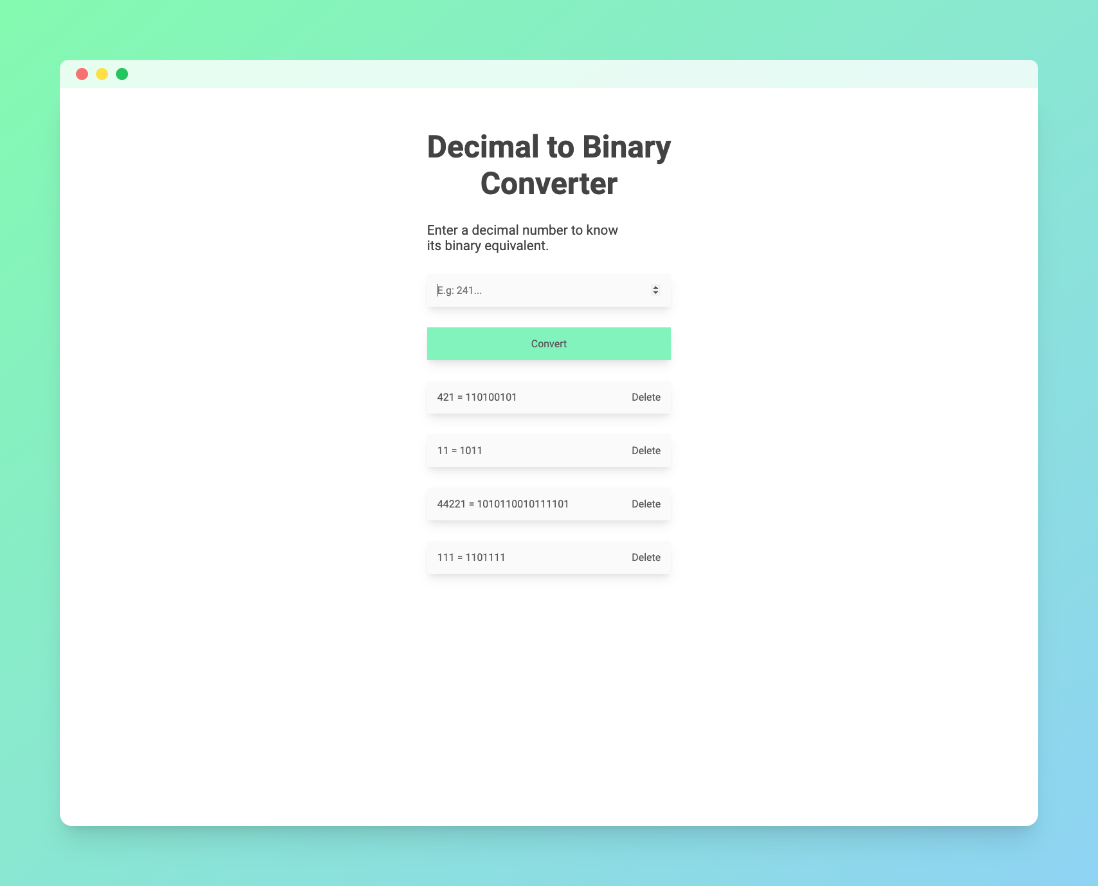 Decimal to Binary
Converter
Enter a decimal number to know
its binary equivalent.
E.g: 241...
Convert
421 = 110100101 Delete
11 = 1011 Delete
44221 = 1010110010111101 Delete
111 = 1101111 Delete